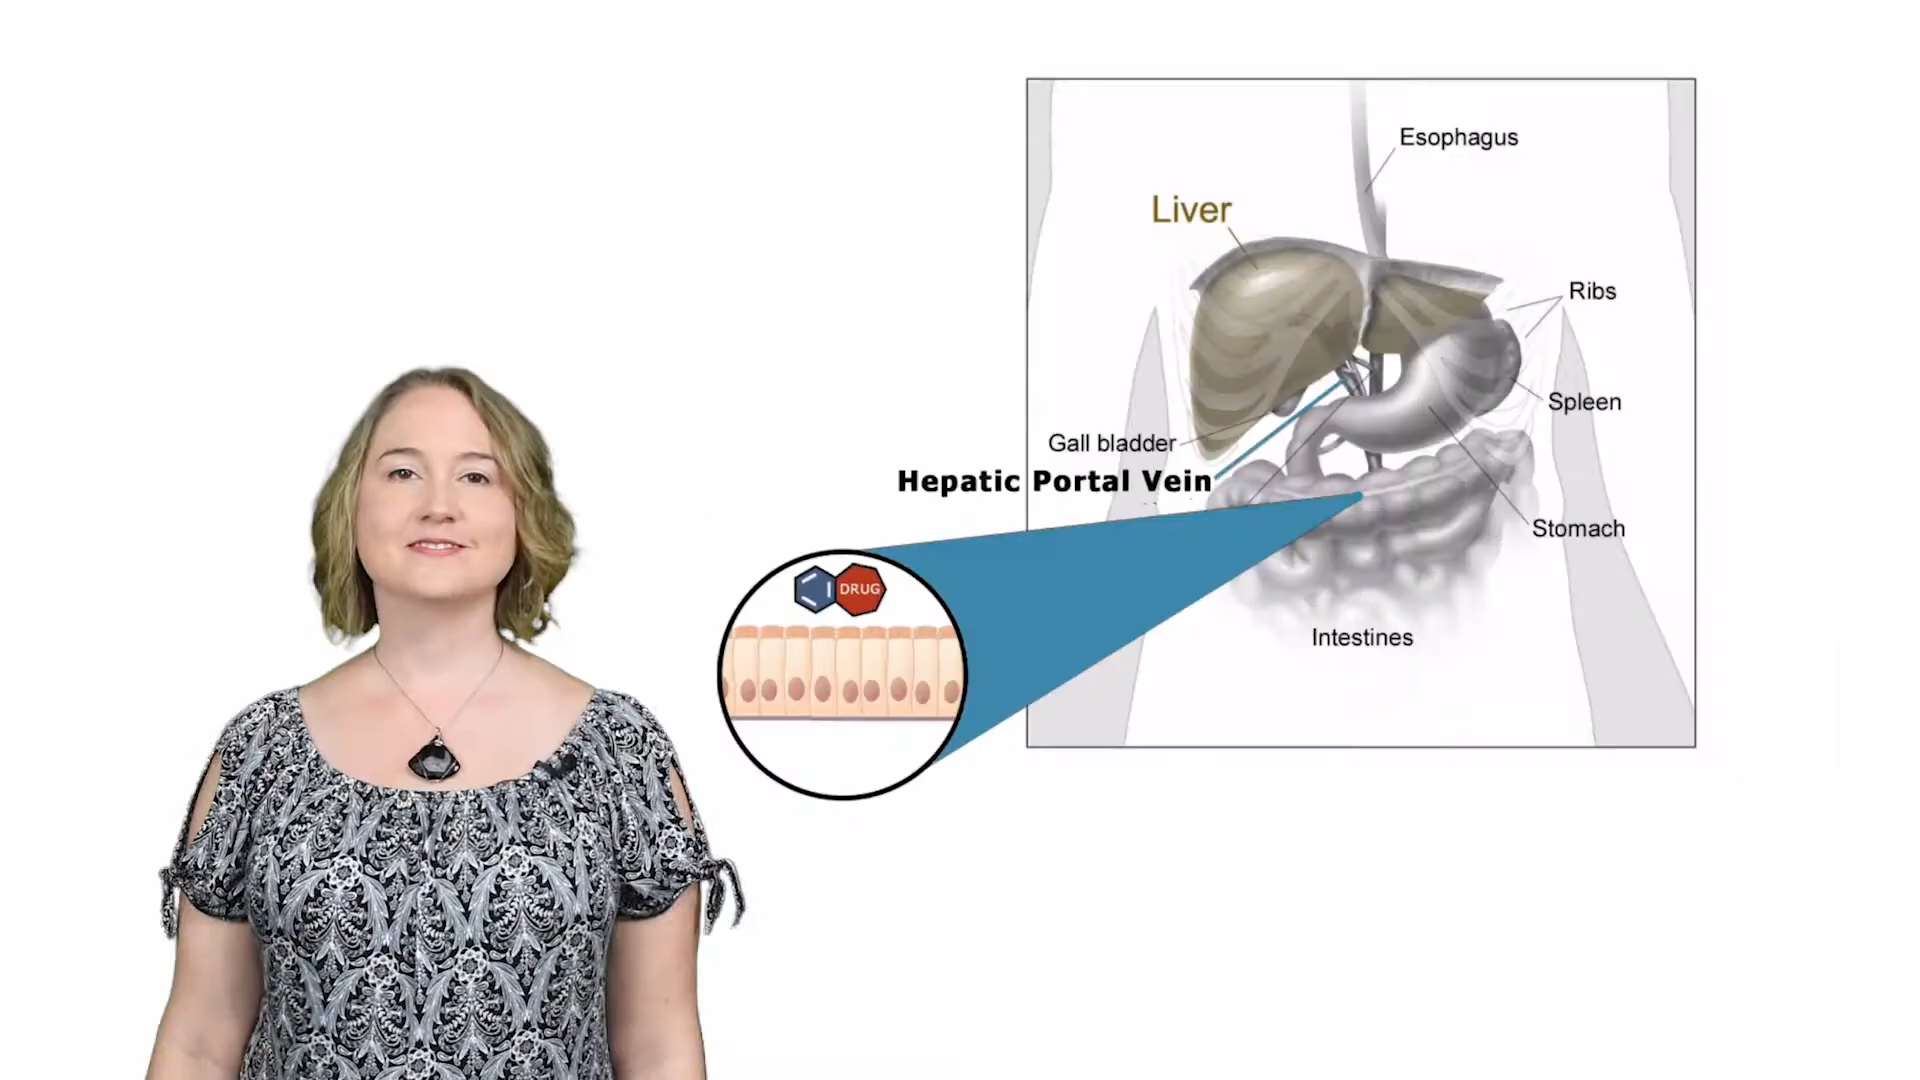 Esophagus
Liver
Ribs
Spleen
Gall bladder
Hepatic Portal Vein
Stomach
DRUG
Intestines